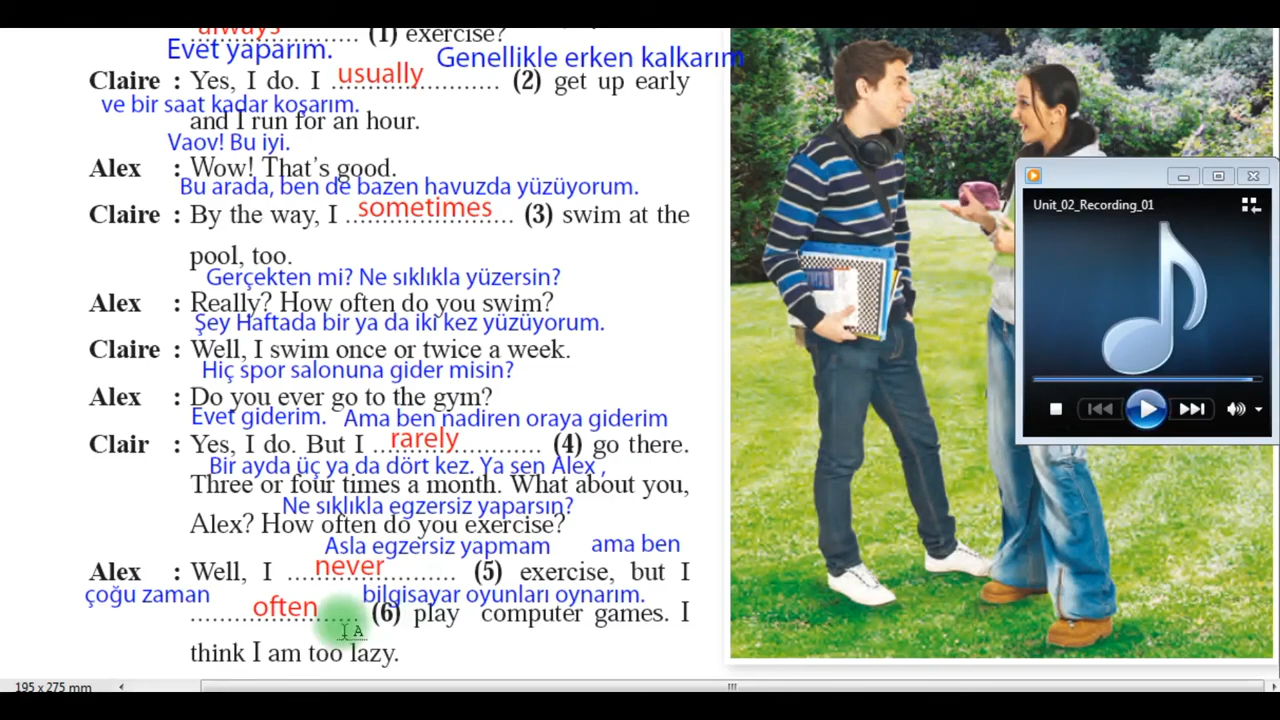 always
........................... (1) exercise?
Evet yaparım. Genellikle erken kalkarım
Claire : Yes, I do. I usually (2) get up early
ve bir saat kadar koşarım.
and I run for an hour.
Vaov! Bu iyi.
Alex : Wow! That's good.
Bu arada, ben de bazen havuzda yüzüyorum.
Claire : By the way, I sometimes (3) swim at the
pool, too.
Gerçekten mi? Ne sıklıkla yüzersin?
Alex : Really? How often do you swim?
Şey Haftada bir ya da iki kez yüzüyorum.
Claire : Well, I swim once or twice a week.
Hiç spor salonuna gider misin?
Alex : Do you ever go to the gym?
Evet giderim. Ama ben nadiren oraya giderim
Clair : Yes, I do. But I rarely (4) go there.
Bir ayda üç ya da dört kez. Ya sen Alex ,
Three or four times a month. What about you,
Ne sıklıkla egzersiz yaparsın?
Alex? How often do you exercise?
Asla egzersiz yapmam ama ben
Alex : Well, I never (5) exercise, but I
çoğu zaman bilgisayar oyunları oynarım.
often (6) play computer games. I
think I am too lazy.
Unit_02_Recording_01
195 x 275 mm